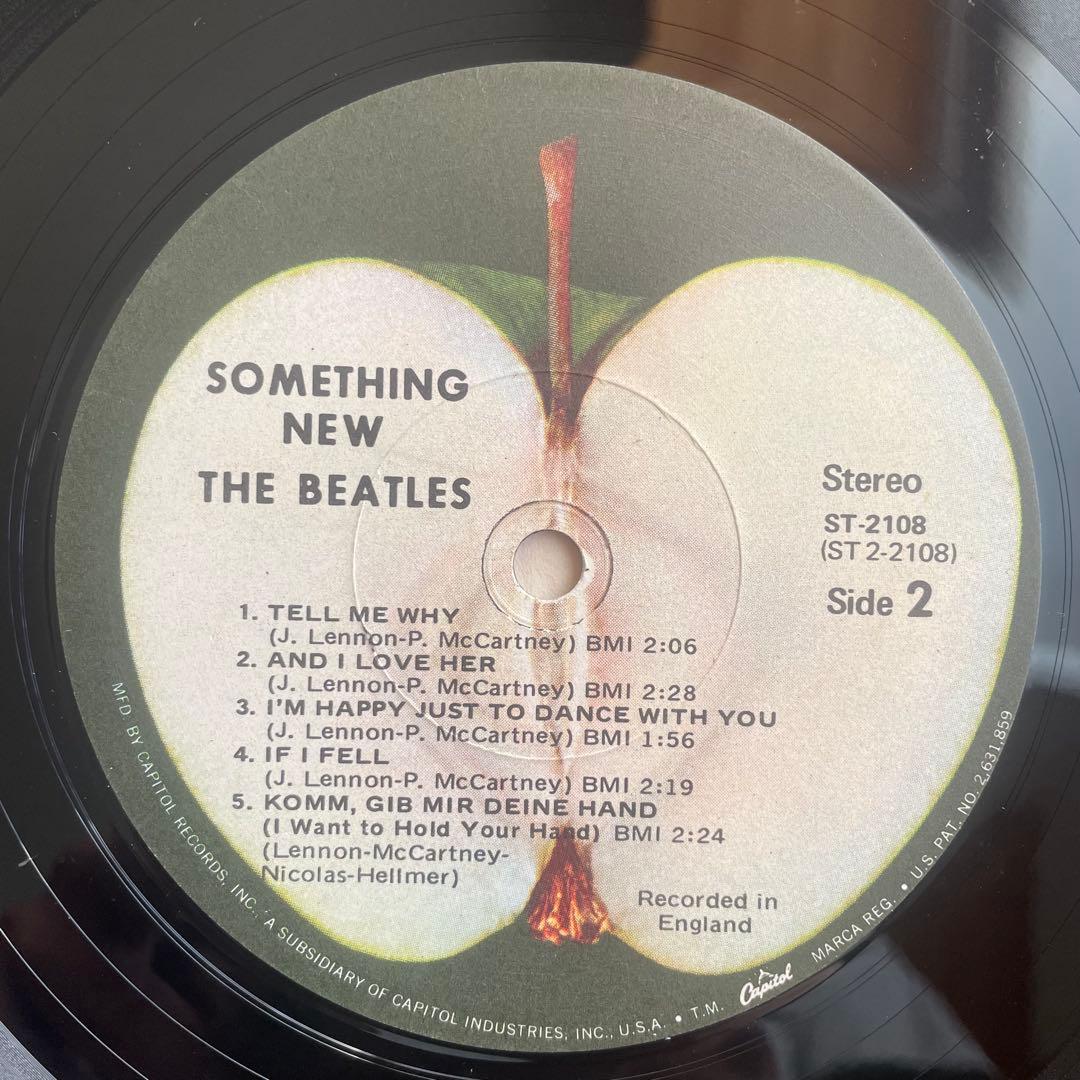 SOMETHING
NEW
THE BEATLES
Stereo
ST-2108
(ST 2-2108)
Side 2
1. TELL ME WHY
(J. Lennon-P. McCartney) BMI 2:06
2. AND I LOVE HER
(J. Lennon-P. McCartney) BMI 2:28
3. I'M HAPPY JUST TO DANCE WITH YOU
(J. Lennon-P. McCartney) BMI 1:56
4. IF I FELL
(J. Lennon-P. McCartney) BMI 2:19
5. KOMM, GIB MIR DEINE HAND
(I Want to Hold Your Hand) BMI 2:24
(Lennon-McCartney-
Nicolas-Hellmer)
Recorded in
England
MFD. BY CAPITOL RECORDS, INC., A SUBSIDIARY OF CAPITOL INDUSTRIES, INC., U.S.A. • T.M. Capitol MARCA REG. • U.S. PAT. NO. 2,631,859